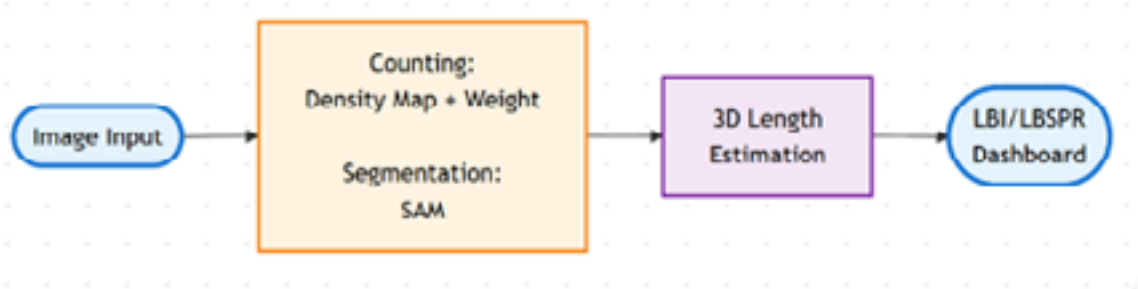 Image Input
Counting:
Density Map + Weight
Segmentation:
SAM
3D Length
Estimation
LBI/LBSPR
Dashboard